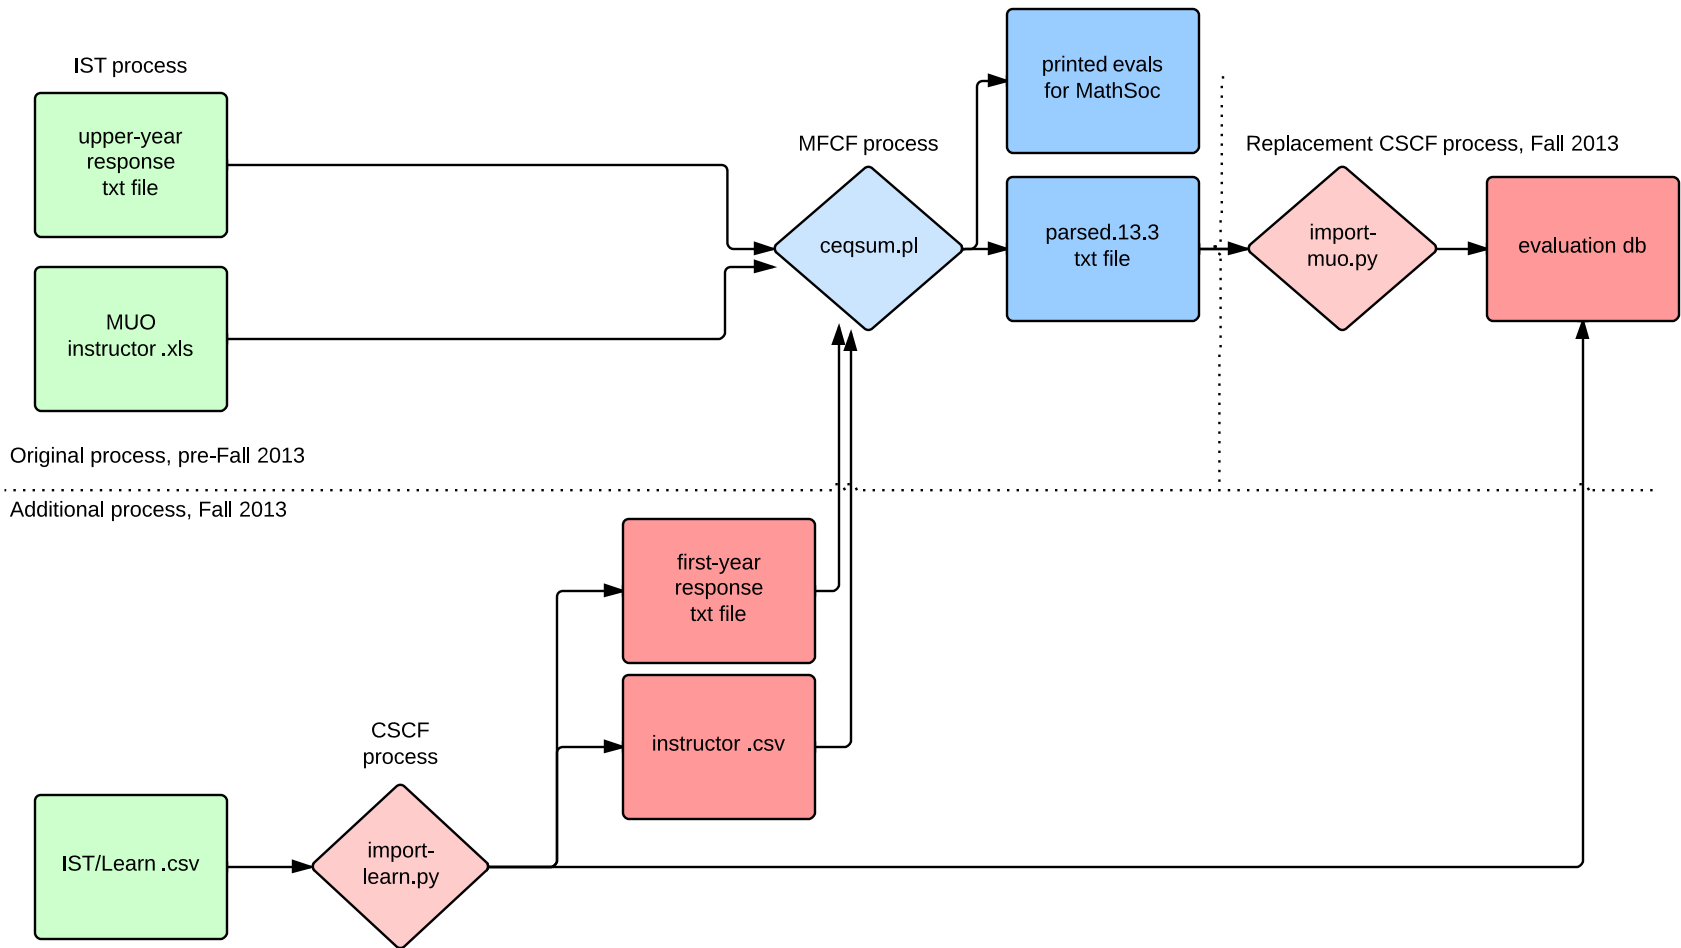 IST process
upper-year
response
txt file
MUO
instructor .xls
Original process, pre-Fall 2013
MFCF process
ceqsum.pl
printed evals
for MathSoc
parsed.13.3
txt file
Replacement CSCF process, Fall 2013
import-
muo.py
evaluation db
Additional process, Fall 2013
first-year
response
txt file
instructor .csv
CSCF
process
IST/Learn .csv
import-
learn.py